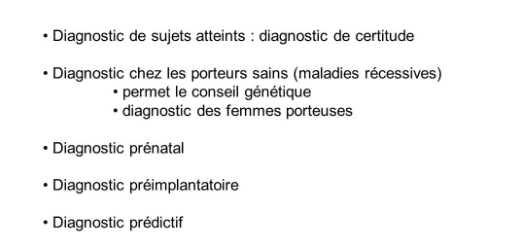 • Diagnostic de sujets atteints : diagnostic de certitude
• Diagnostic chez les porteurs sains (maladies récessives)
• permet le conseil génétique
• diagnostic des femmes porteuses
• Diagnostic prénatal
• Diagnostic préimplantatoire
• Diagnostic prédictif